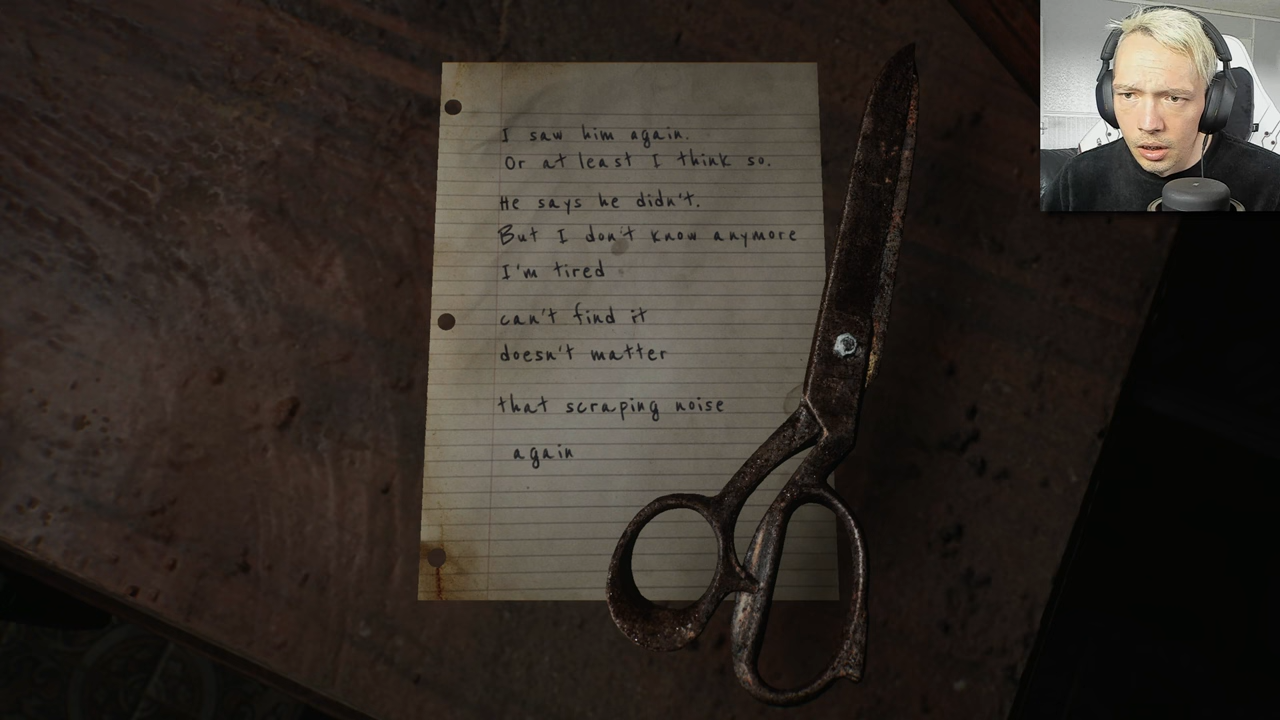 I saw him again.
Or at least I think so.
He says he didn't.
But I don't know anymore
I'm tired
can't find it
doesn't matter
that scraping noise
again